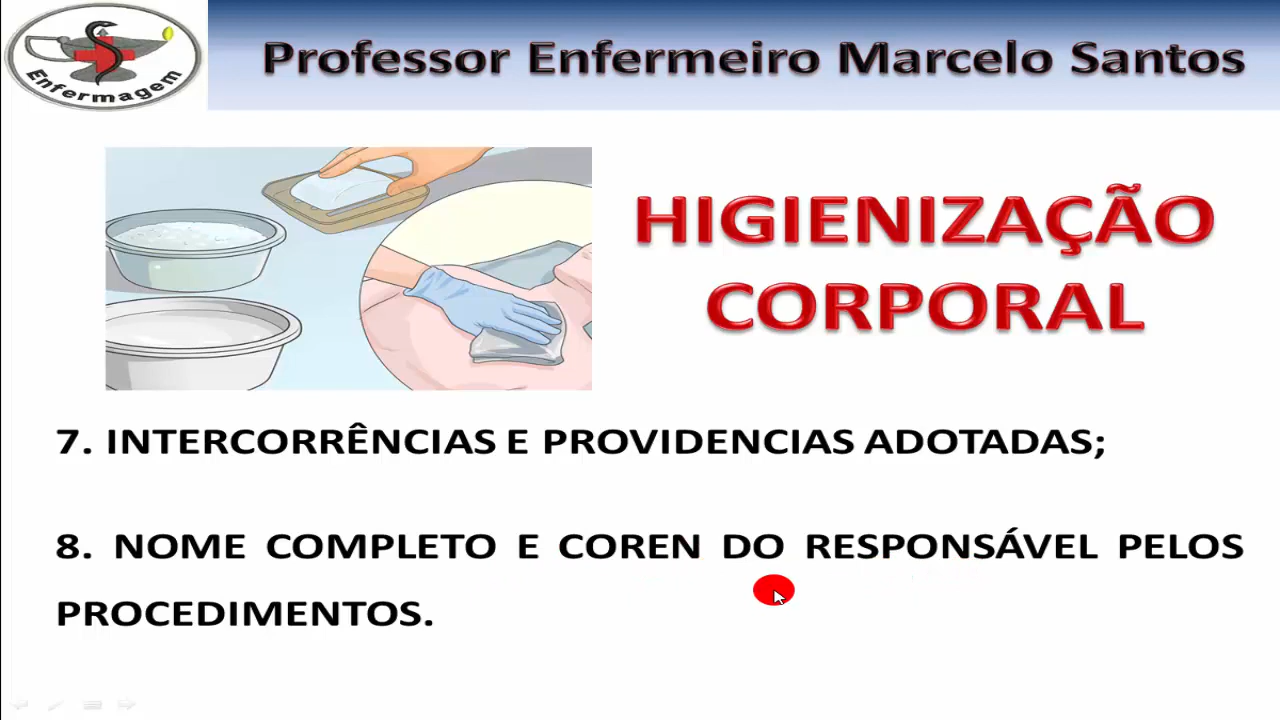 Enfermagem
Professor Enfermeiro Marcelo Santos
HIGIENIZAÇÃO
CORPORAL
7. INTERCORRÊNCIAS E PROVIDENCIAS ADOTADAS;
8. NOME COMPLETO E COREN DO RESPONSÁVEL PELOS
PROCEDIMENTOS.